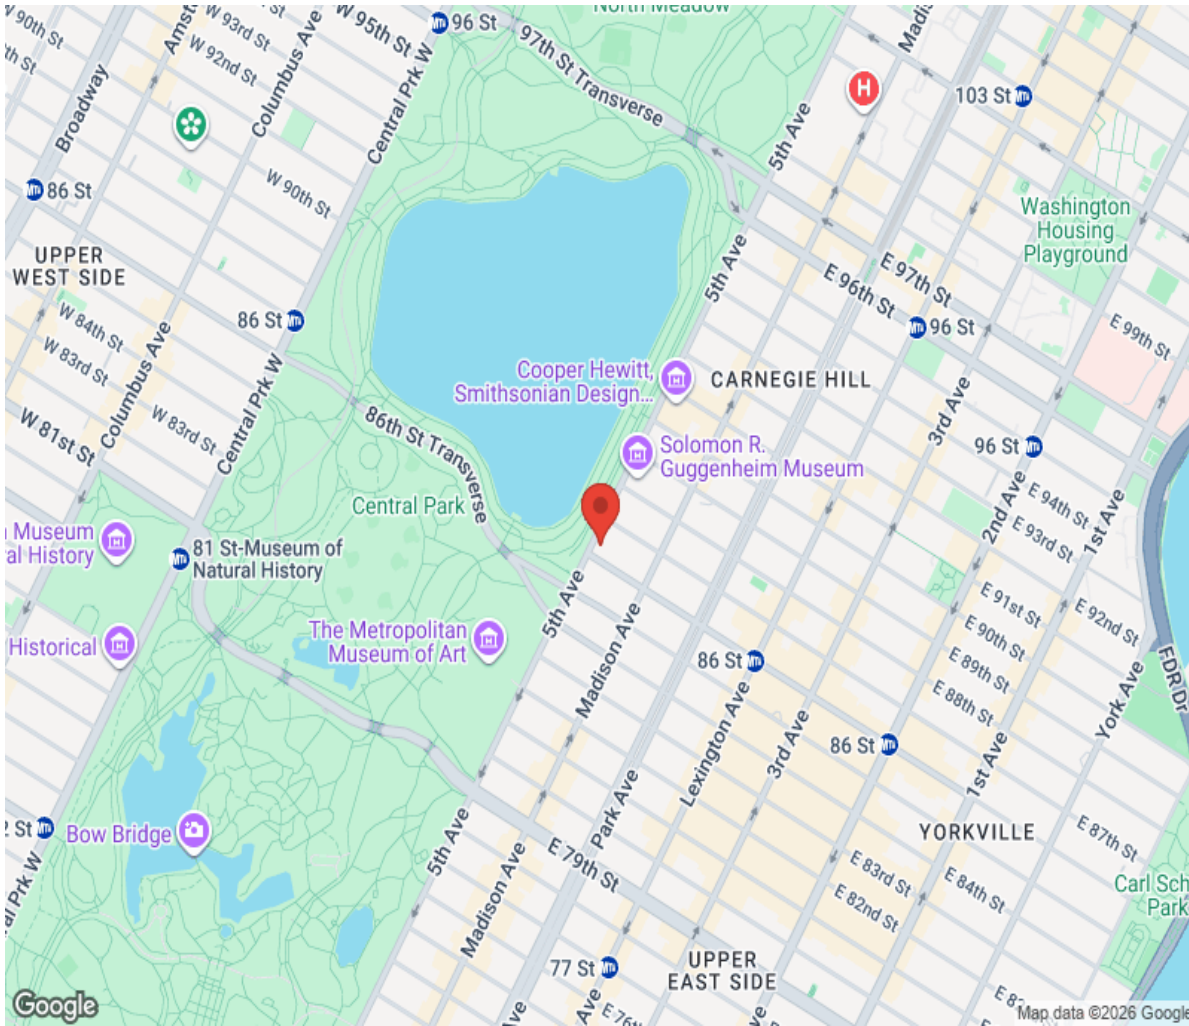 North Meadow
W 90th St
W 93rd St
W 92nd St
Columbus Ave
W 95th St
Central Prk W
96 St
97th St Transverse
Broadway
5th Ave
103 St
H
86 St
W 90th St
UPPER
WEST SIDE
Washington
Housing
Playground
5th Ave
E 97th St
E 96th St
96 St
E 99th St
W 84th St
W 83rd St
86 St
Columbus Ave
Central Prk W
Cooper Hewitt,
Smithsonian Design...
CARNEGIE HILL
3rd Ave
W 81st St
W 83rd St
86th St Transverse
Solomon R.
Guggenheim Museum
96 St
2nd Ave
E 94th St
E 93rd St
1st Ave
Central Park
Museum
81 St-Museum of
Natural History
E 91st St
E 92nd St
E 90th St
E 89th St
E 88th St
5th Ave
Madison Ave
The Metropolitan
Museum of Art
Historical
86 St
Lexington Ave
3rd Ave
86 St
1st Ave
York Ave
FDR Dr
Bow Bridge
5th Ave
Park Ave
Madison Ave
E 79th St
YORKVILLE
E 87th St
E 83rd St
E 82nd St
E 84th St
Carl Sch
Park
77 St
UPPER
EAST SIDE
Google
Map data ©2026 Google